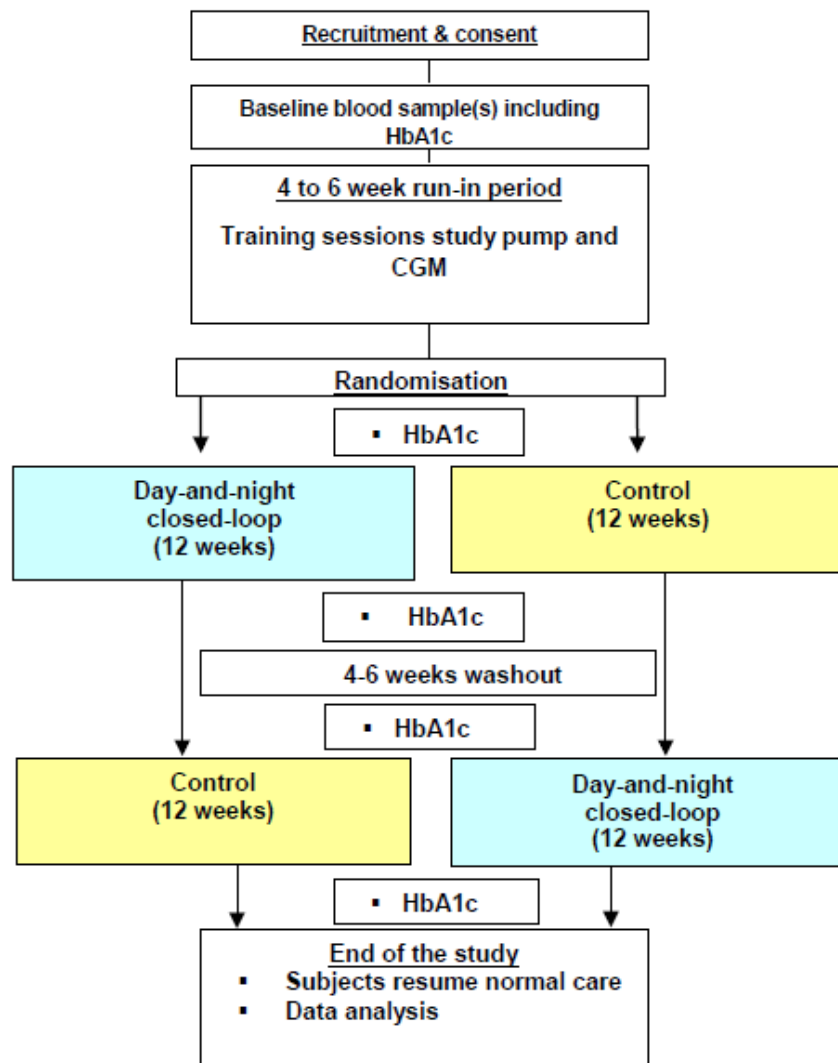 Recruitment & consent
Baseline blood sample(s) including
HbA1c
4 to 6 week run-in period
Training sessions study pump and
CGM
Randomisation
▪ HbA1c
Day-and-night
closed-loop
(12 weeks)
Control
(12 weeks)
▪ HbA1c
4-6 weeks washout
▪ HbA1c
Control
(12 weeks)
Day-and-night
closed-loop
(12 weeks)
▪ HbA1c
End of the study
▪ Subjects resume normal care
▪ Data analysis